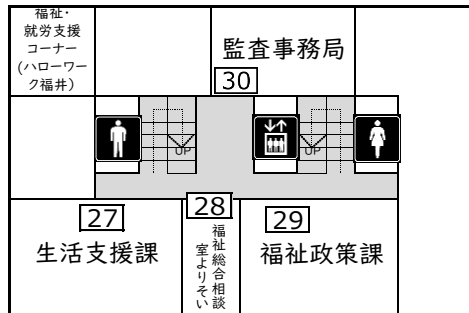 福祉・
就労支援
コーナー
(ハローワー
ク福井)
監査事務局
30
UP
UP
27
生活支援課
28
福祉総合相談
室よりそい
29
福祉政策課